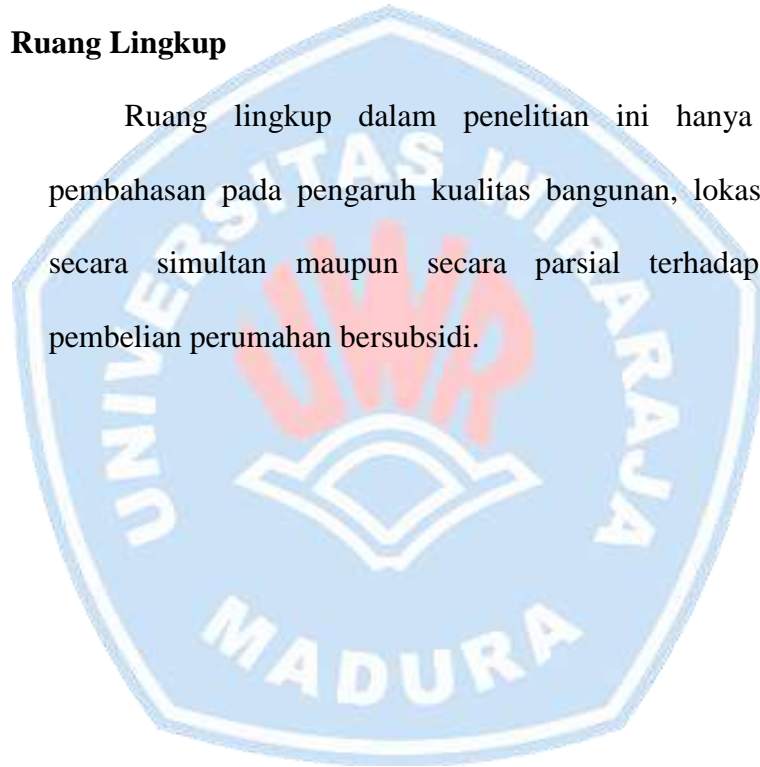 Ruang Lingkup
Ruang lingkup dalam penelitian ini hanya
pembahasan pada pengaruh kualitas bangunan, lokas
secara simultan maupun secara parsial terhadap
pembelian perumahan bersubsidi.
UNIVERSITAS WIRARAJA
UWR
MADURA